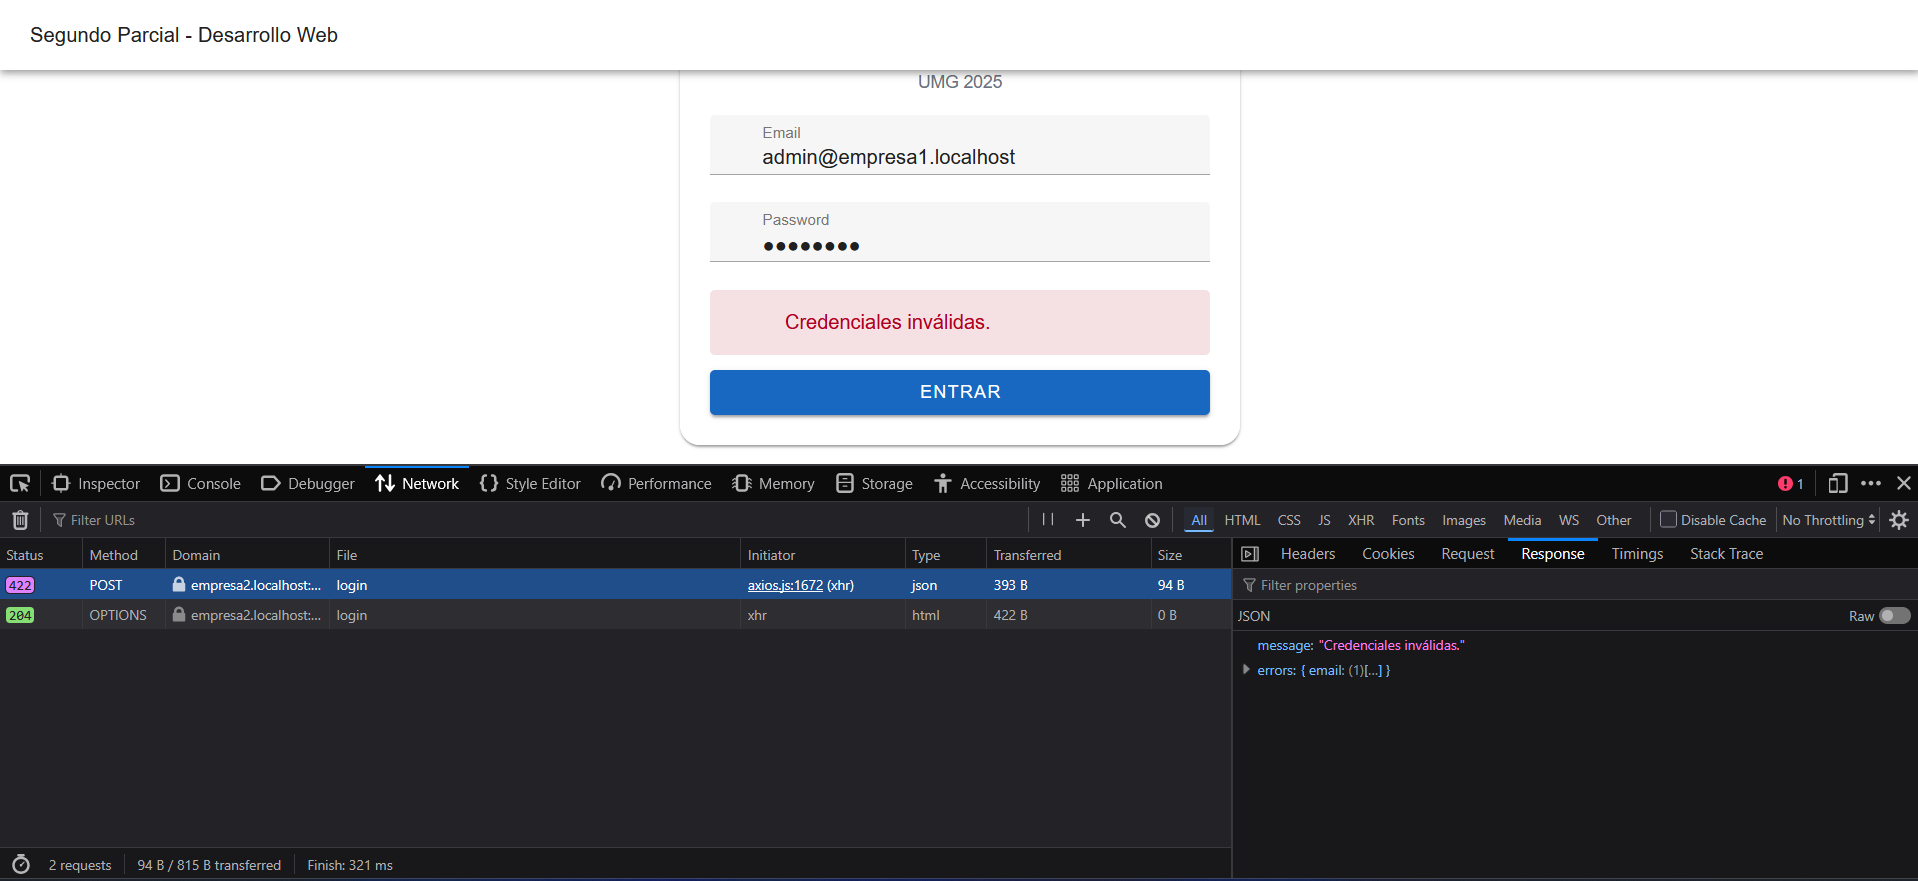 Segundo Parcial - Desarrollo Web
UMG 2025
Email
admin@empresa1.localhost
Password
Credenciales inválidas.
ENTRAR
Inspector Console Debugger Network Style Editor Performance Memory Storage Accessibility Application 1
Filter URLs All HTML CSS JS XHR Fonts Images Media WS Other Disable Cache No Throttling
Status Method Domain File Initiator Type Transferred Size Headers Cookies Request Response Timings Stack Trace
422 POST empresa2.localhost:... login axios.js:1672 (xhr) json 393 B 94 B Filter properties
204 OPTIONS empresa2.localhost:... login xhr html 422 B 0 B JSON Raw
message: "Credenciales inválidas."
errors: { email: (1)[...] }
2 requests 94 B / 815 B transferred Finish: 321 ms